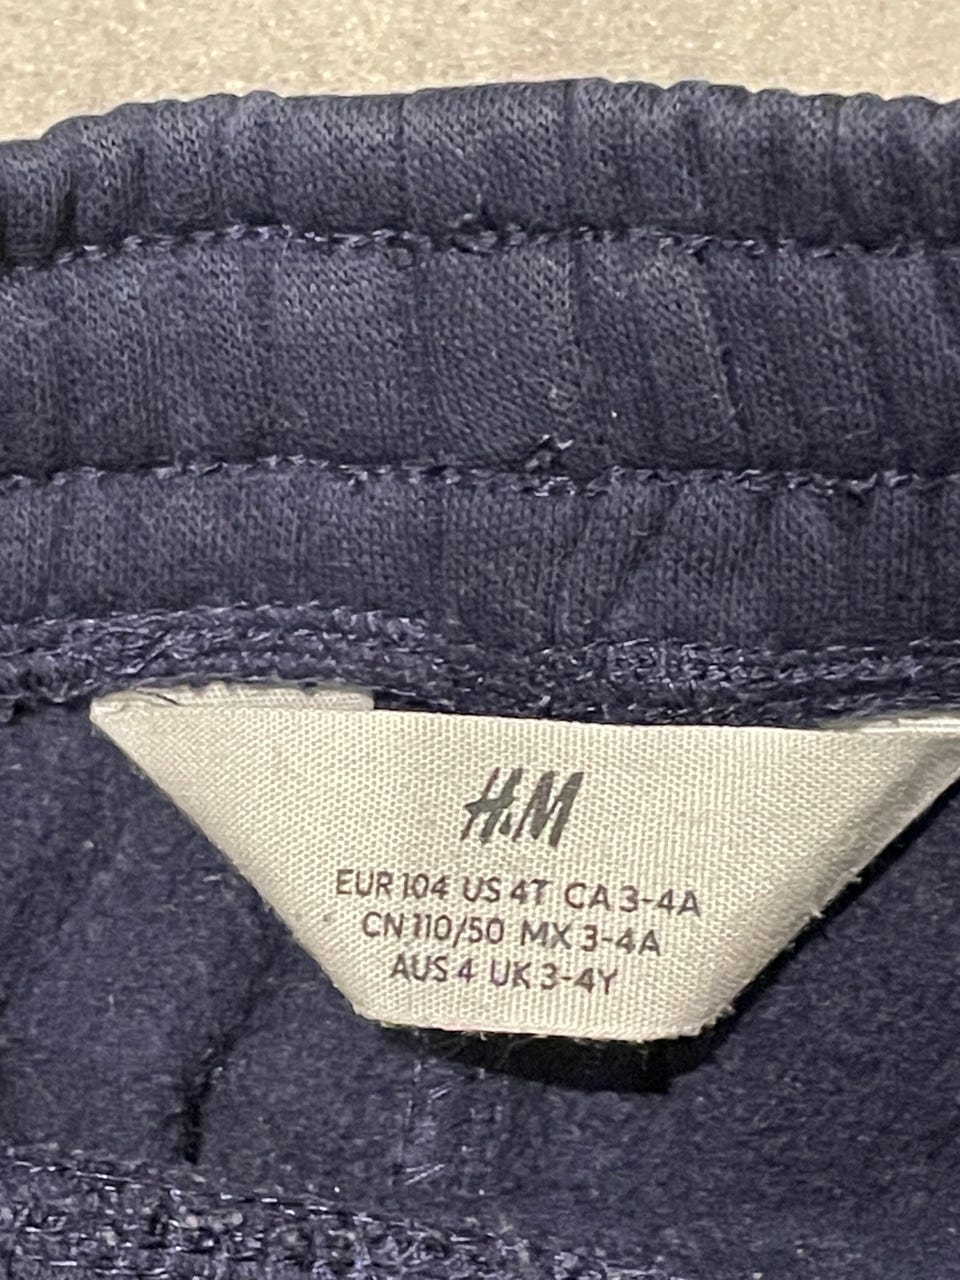 H&M
EUR 104 US 4T CA 3-4A
CN 110/50 MX 3-4A
AUS 4 UK 3-4Y